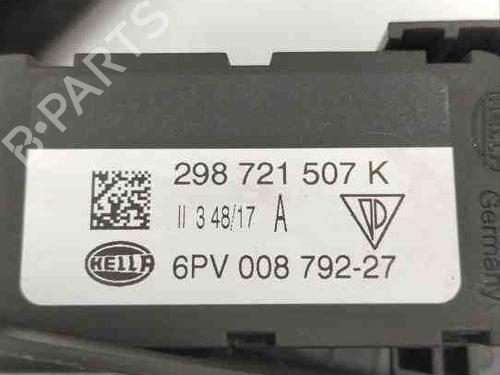 B-PARTS
298 721 507 K
II 3 48/17 A
HELLA
6PV 008 792-27
Germany